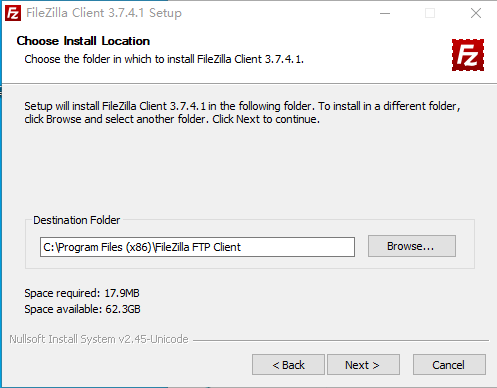 FileZilla Client 3.7.4.1 Setup
Choose Install Location
Choose the folder in which to install FileZilla Client 3.7.4.1.
Fz
Setup will install FileZilla Client 3.7.4.1 in the following folder. To install in a different folder,
click Browse and select another folder. Click Next to continue.
Destination Folder
C:\Program Files (x86)\FileZilla FTP Client
Browse...
Space required: 17.9MB
Space available: 62.3GB
Nullsoft Install System v2.45-Unicode
< Back
Next >
Cancel